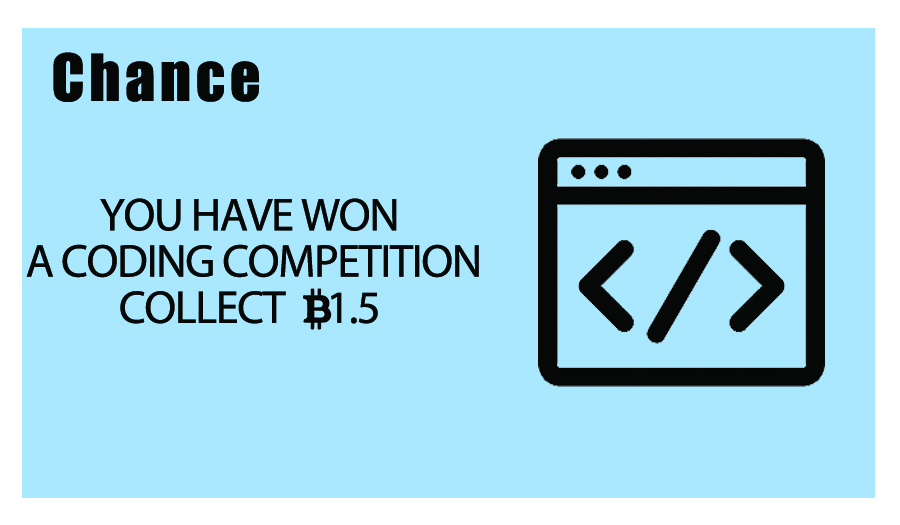 Chance
YOU HAVE WON
A CODING COMPETITION
COLLECT ₿1.5
</>